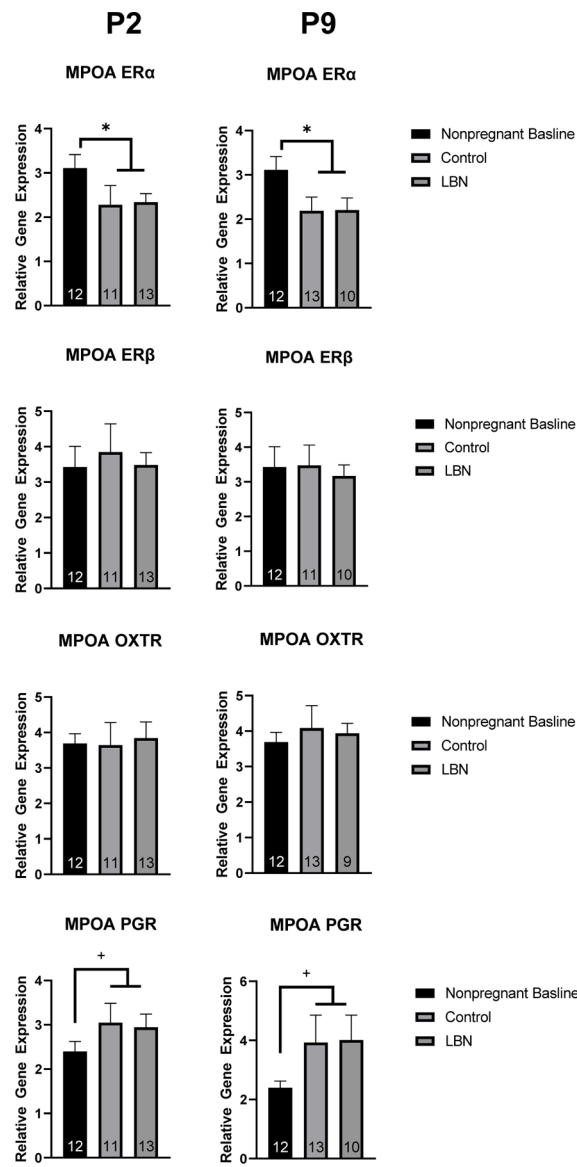 P2 P9
MPOA ERα MPOA ERα
Relative Gene Expression
4
3
2
1
0
*
12 11 13
Relative Gene Expression
4
3
2
1
0
*
12 13 10
Nonpregnant Basline
Control
LBN
MPOA ERβ MPOA ERβ
Relative Gene Expression
5
4
3
2
1
0
12 11 13
Relative Gene Expression
5
4
3
2
1
0
12 11 10
Nonpregnant Basline
Control
LBN
MPOA OXTR MPOA OXTR
Relative Gene Expression
5
4
3
2
1
0
12 11 13
Relative Gene Expression
5
4
3
2
1
0
12 13 9
Nonpregnant Basline
Control
LBN
MPOA PGR MPOA PGR
Relative Gene Expression
4
3
2
1
0
+
12 11 13
Relative Gene Expression
6
4
2
0
+
12 13 10
Nonpregnant Basline
Control
LBN